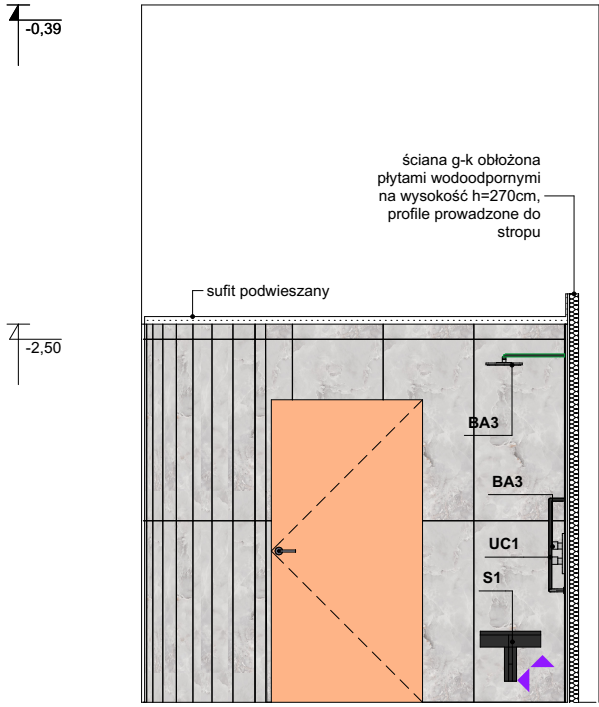 -0,39
ściana g-k obłożona
płytami wodoodpornymi
na wysokość h=270cm,
profile prowadzone do
stropu
sufit podwieszany
-2,50
BA3
BA3
UC1
S1